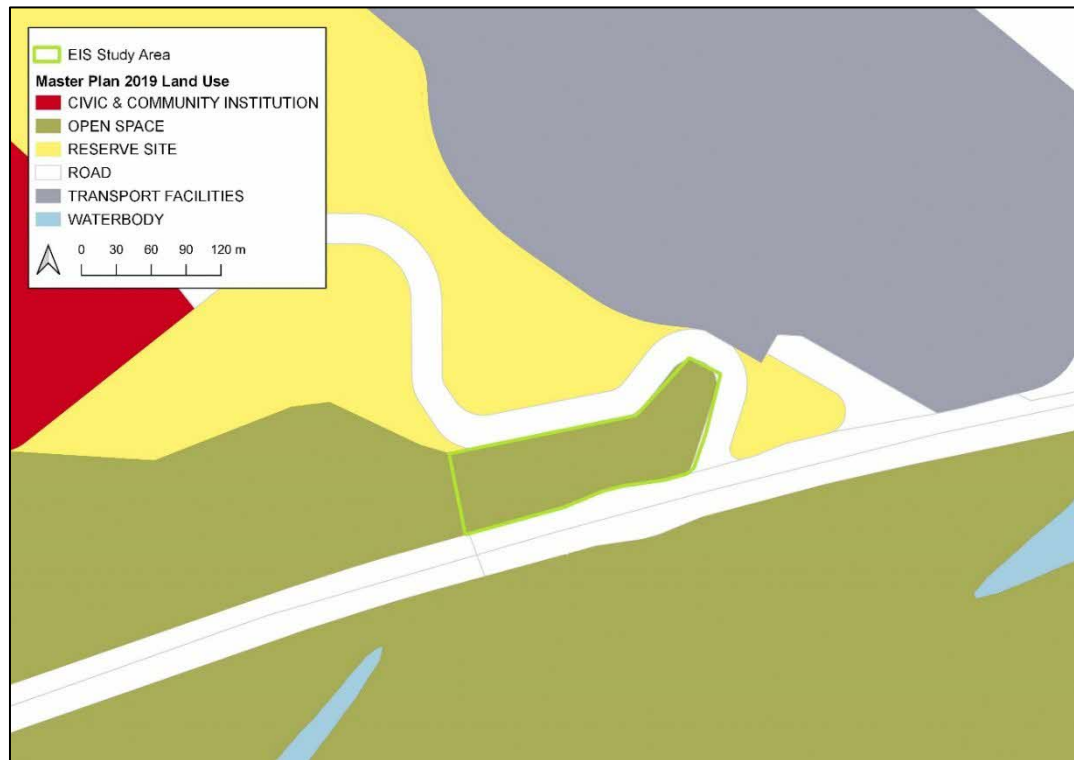 EIS Study Area
Master Plan 2019 Land Use
CIVIC & COMMUNITY INSTITUTION
OPEN SPACE
RESERVE SITE
ROAD
TRANSPORT FACILITIES
WATERBODY
0 30 60 90 120 m